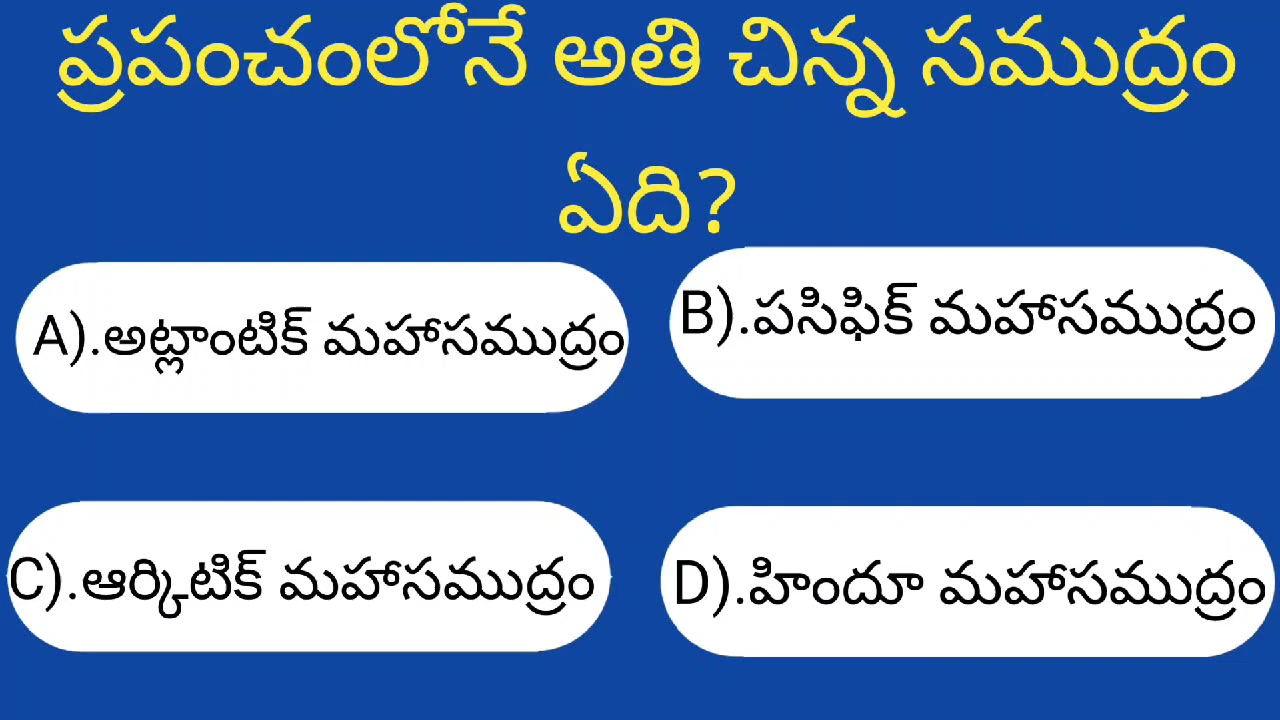 ప్రపంచంలోనే అతి చిన్న సముద్రం
ఏది?
A).అట్లాంటిక్ మహాసముద్రం
B).పసిఫిక్ మహాసముద్రం
C).ఆర్కిటిక్ మహాసముద్రం
D).హిందూ మహాసముద్రం